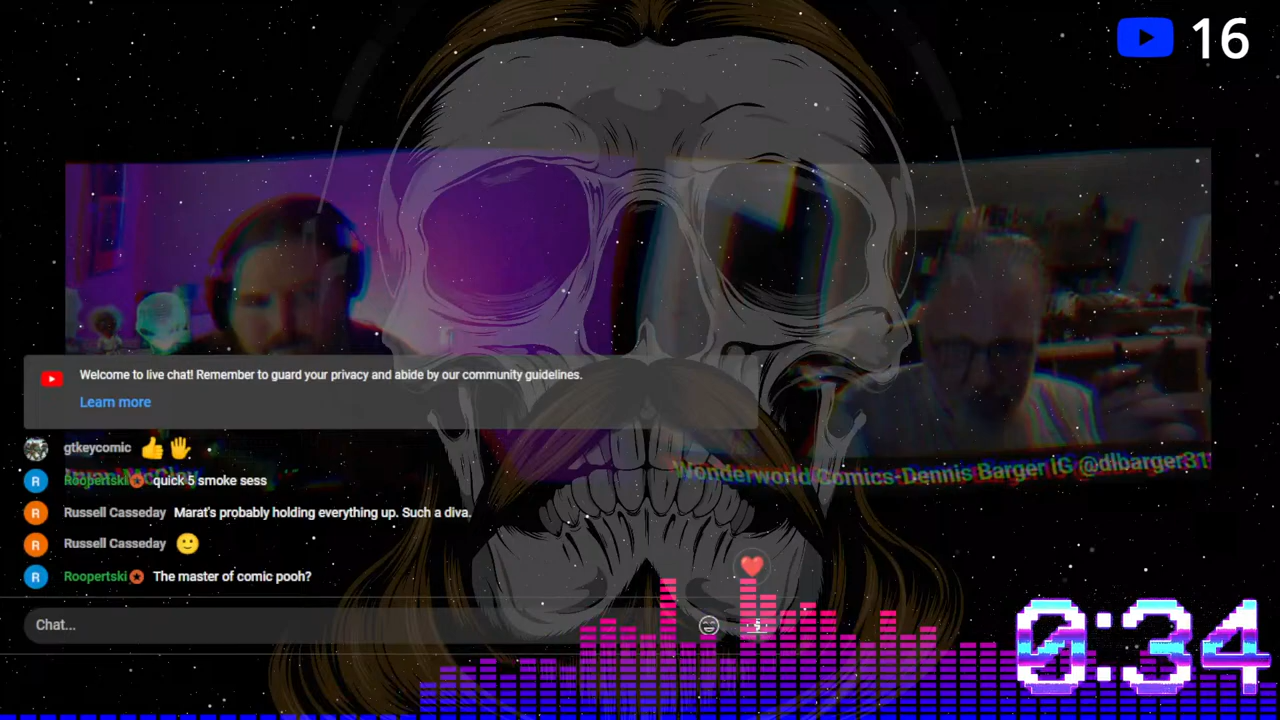 16
Welcome to live chat! Remember to guard your privacy and abide by our community guidelines.
Learn more
gtkeycomic 👍🖐
Roopertski quick 5 smoke sess
Wonderworld Comics-Dennis Barger IG @dlbarger31
Russell Casseday Marat's probably holding everything up. Such a diva.
Russell Casseday 🙂
Roopertski The master of comic pooh?
Chat...
0:34